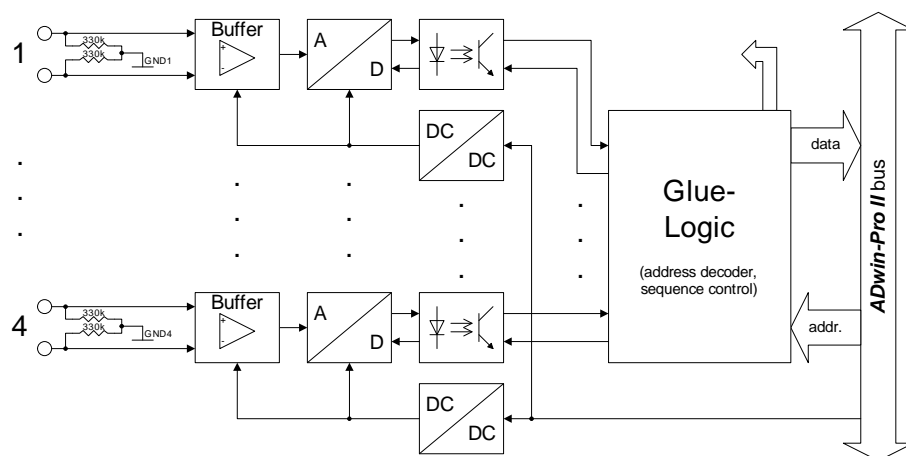 1
330k
330k
GND1
Buffer
+
-
A
D
DC
DC
Glue-
Logic
(address decoder,
sequence control)
data
addr.
ADwin-Pro II bus
4
330k
330k
GND4
Buffer
+
-
A
D
DC
DC